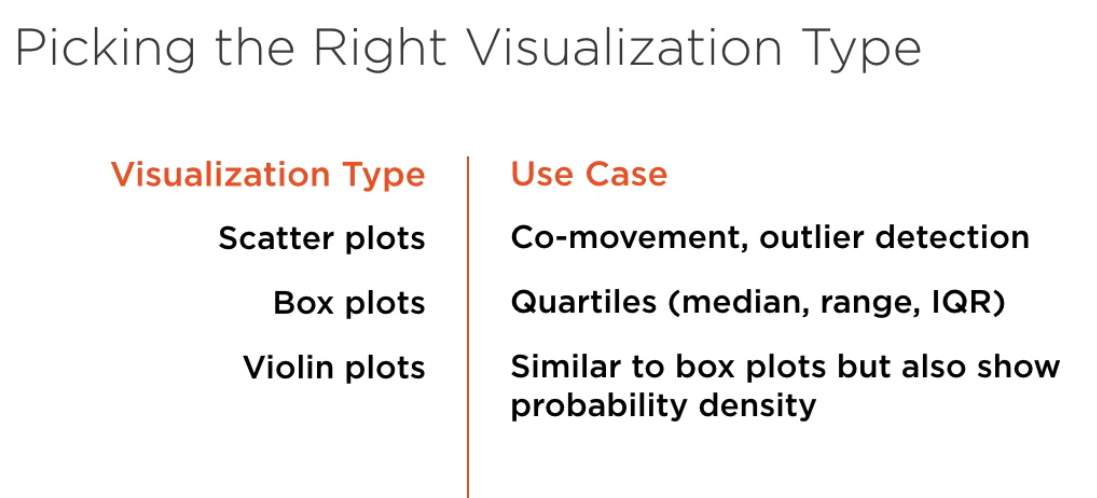 Picking the Right Visualization Type
Visualization Type
Use Case
Scatter plots
Co-movement, outlier detection
Box plots
Quartiles (median, range, IQR)
Violin plots
Similar to box plots but also show
probability density